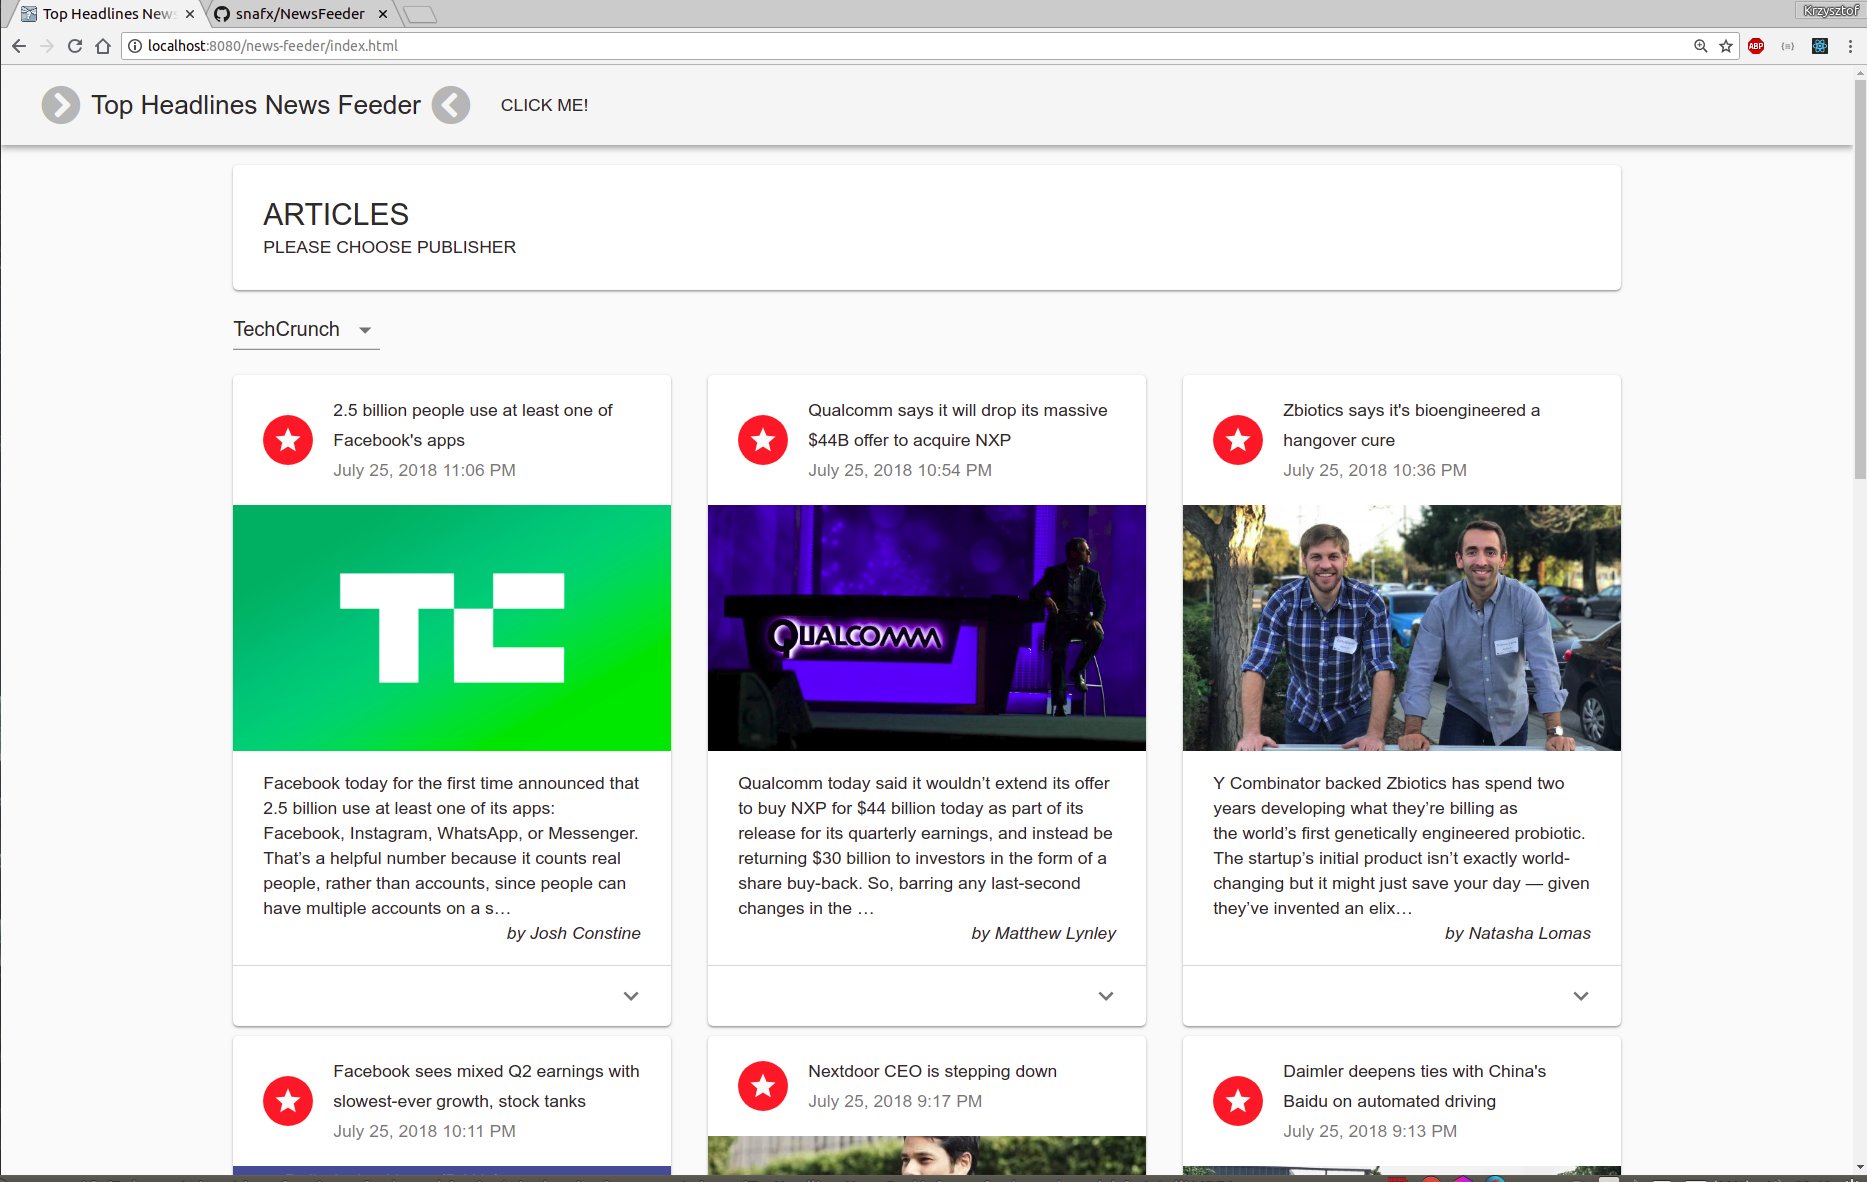 Top Headlines News
snafx/NewsFeeder
Krzysztof
localhost:8080/news-feeder/index.html
ABP
Top Headlines News Feeder
CLICK ME!
ARTICLES
PLEASE CHOOSE PUBLISHER
TechCrunch
2.5 billion people use at least one of
Facebook's apps
July 25, 2018 11:06 PM
TC
Facebook today for the first time announced that
2.5 billion use at least one of its apps:
Facebook, Instagram, WhatsApp, or Messenger.
That’s a helpful number because it counts real
people, rather than accounts, since people can
have multiple accounts on a s…
by Josh Constine
Qualcomm says it will drop its massive
$44B offer to acquire NXP
July 25, 2018 10:54 PM
QUALCOMM
Qualcomm today said it wouldn’t extend its offer
to buy NXP for $44 billion today as part of its
release for its quarterly earnings, and instead be
returning $30 billion to investors in the form of a
share buy-back. So, barring any last-second
changes in the …
by Matthew Lynley
Zbiotics says it's bioengineered a
hangover cure
July 25, 2018 10:36 PM
Y Combinator backed Zbiotics has spend two
years developing what they’re billing as
the world’s first genetically engineered probiotic.
The startup’s initial product isn’t exactly world-
changing but it might just save your day — given
they’ve invented an elix…
by Natasha Lomas
Facebook sees mixed Q2 earnings with
slowest-ever growth, stock tanks
July 25, 2018 10:11 PM
Nextdoor CEO is stepping down
July 25, 2018 9:17 PM
Daimler deepens ties with China's
Baidu on automated driving
July 25, 2018 9:13 PM